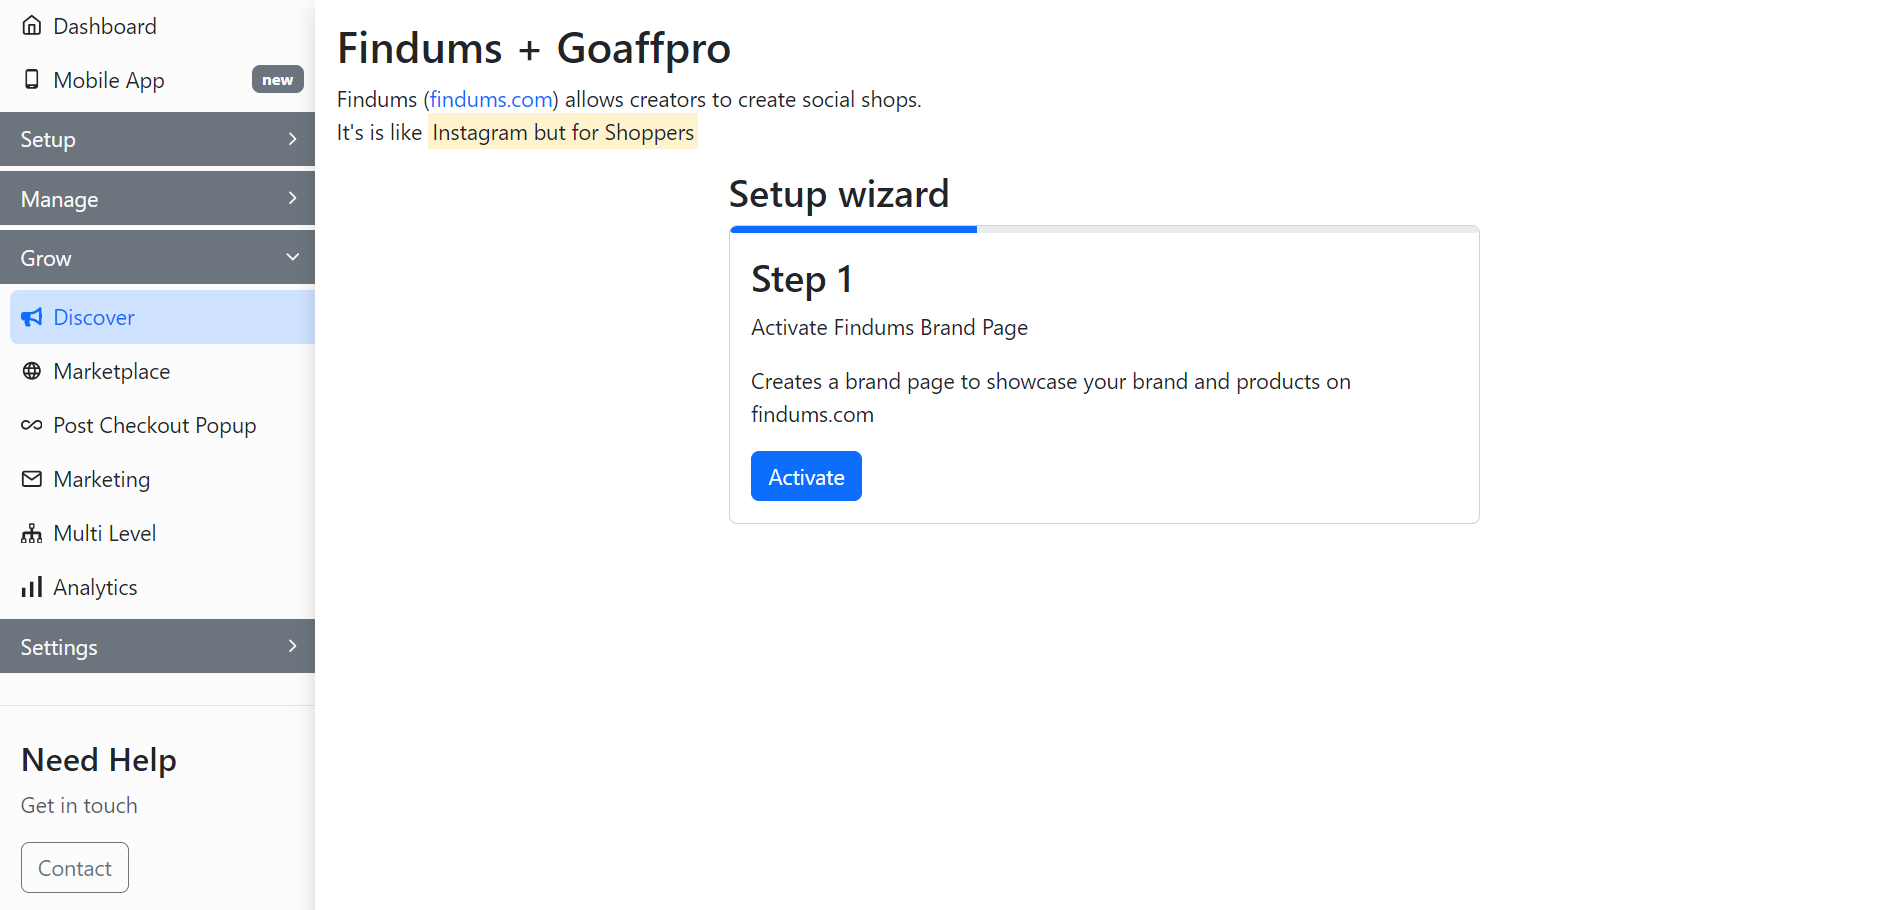 Dashboard
Mobile App new
Setup
Manage
Grow
Discover
Marketplace
Post Checkout Popup
Marketing
Multi Level
Analytics
Settings
Need Help
Get in touch
Contact
Findums + Goaffpro
Findums (findums.com) allows creators to create social shops.
It's is like Instagram but for Shoppers
Setup wizard
Step 1
Activate Findums Brand Page
Creates a brand page to showcase your brand and products on
findums.com
Activate